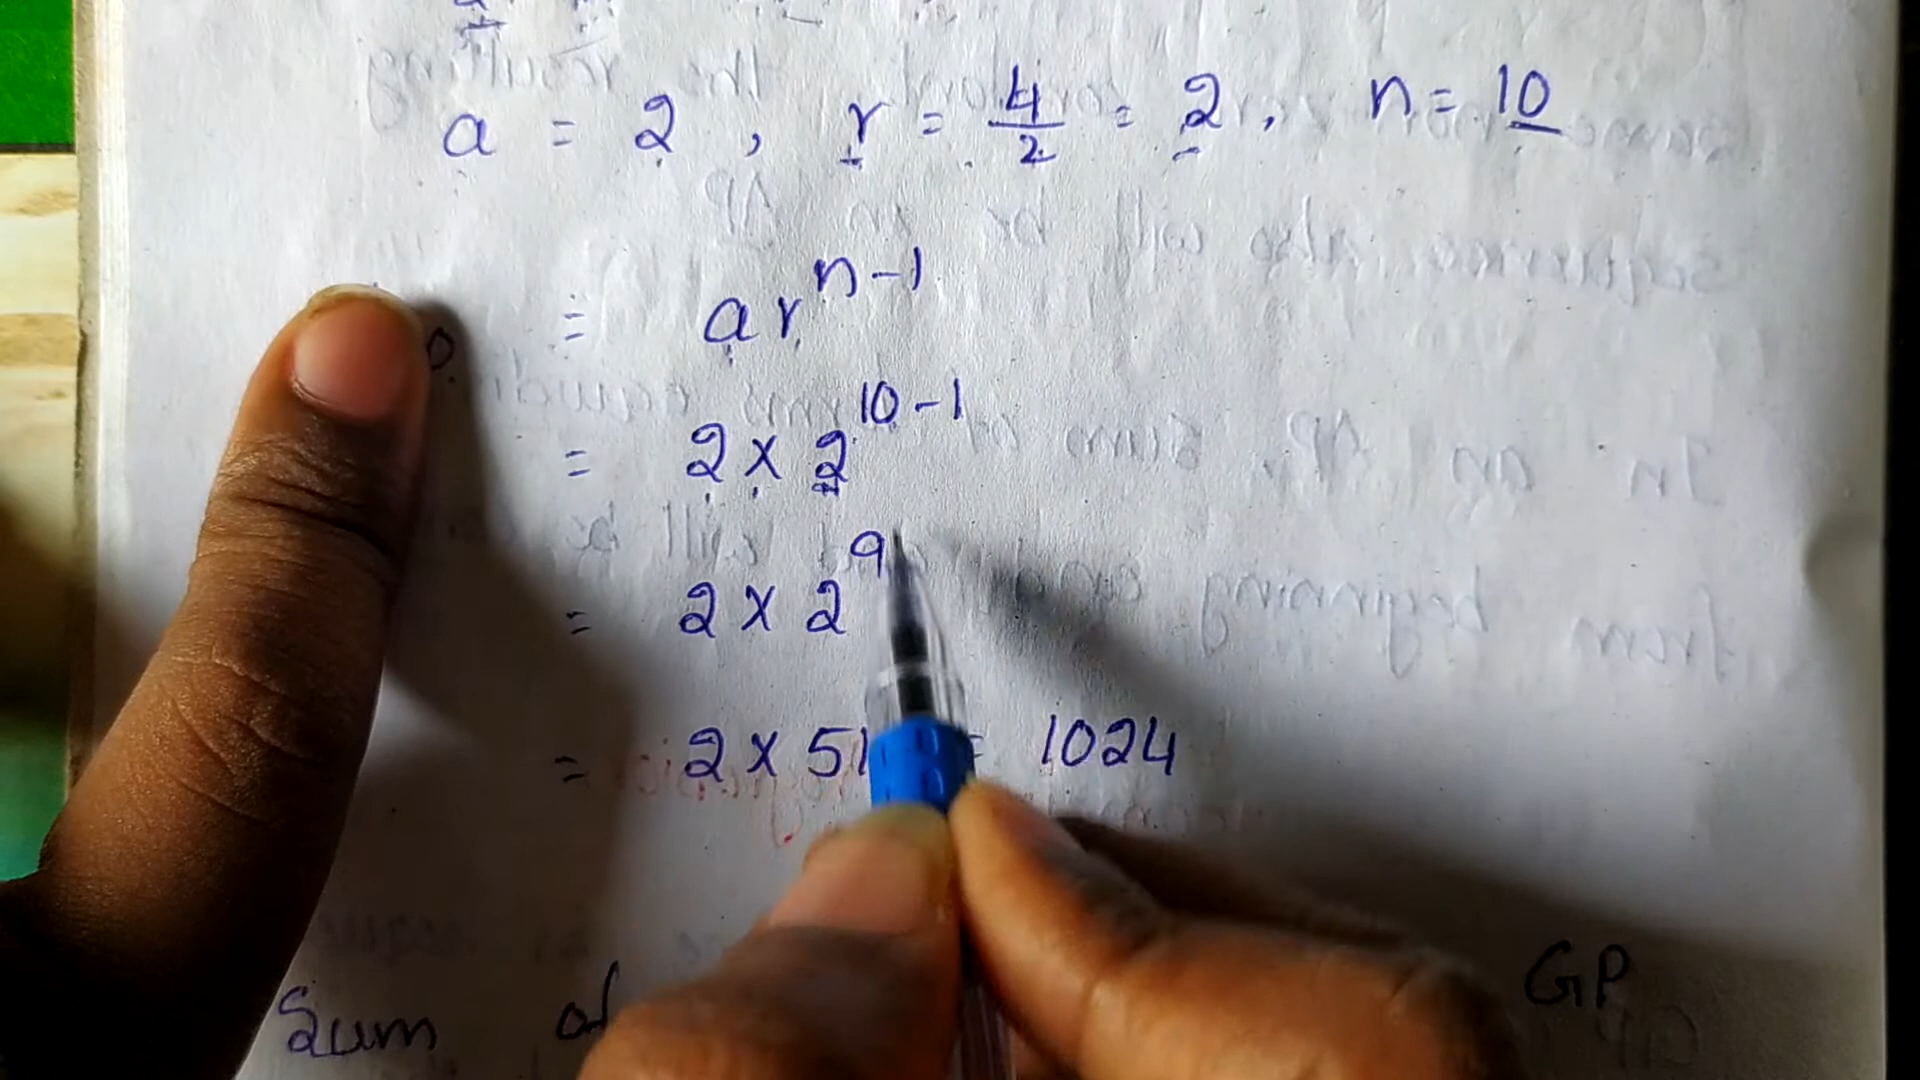 a = 2, r = 4/2 = 2, n = 10
= ar^{n-1}
= 2 × 2^{10-1}
= 2 × 2^9
= 2 × 51 = 1024
Sum of GP